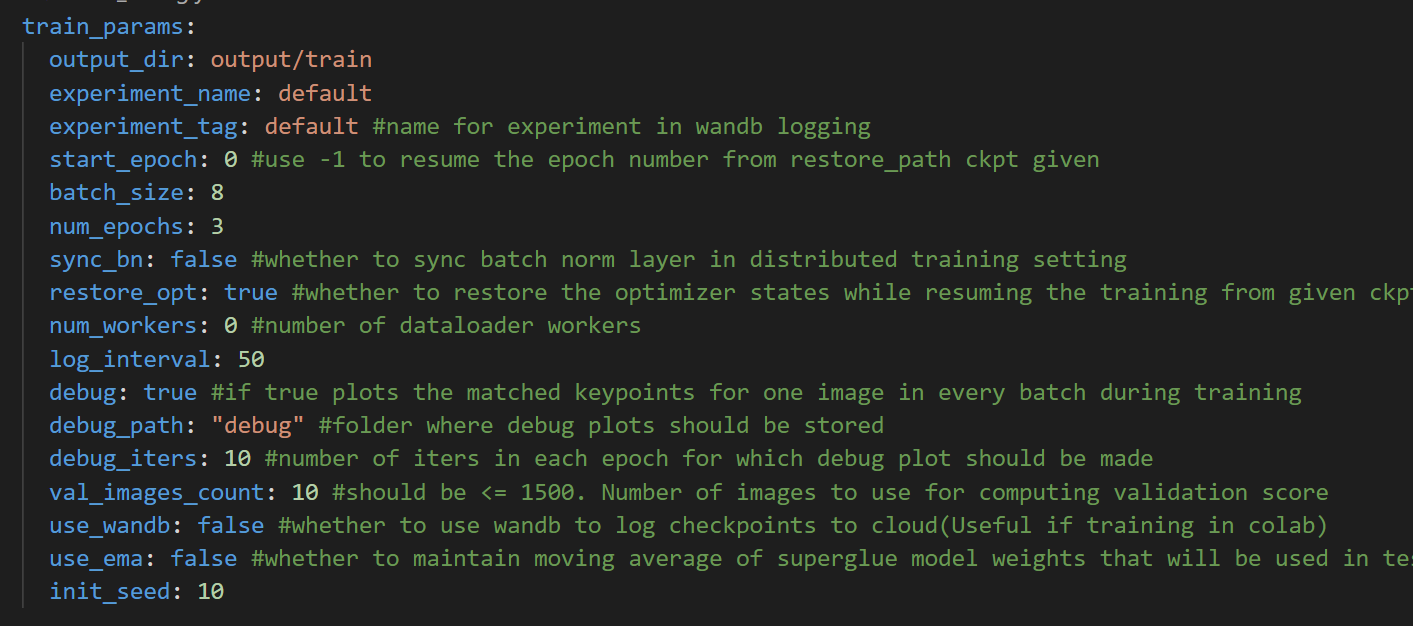 train_params:
output_dir: output/train
experiment_name: default
experiment_tag: default #name for experiment in wandb logging
start_epoch: 0 #use -1 to resume the epoch number from restore_path ckpt given
batch_size: 8
num_epochs: 3
sync_bn: false #whether to sync batch norm layer in distributed training setting
restore_opt: true #whether to restore the optimizer states while resuming the training from given
num_workers: 0 #number of dataloader workers
log_interval: 50
debug: true #if true plots the matched keypoints for one image in every batch during training
debug_path: "debug" #folder where debug plots should be stored
debug_iters: 10 #number of iters in each epoch for which debug plot should be made
val_images_count: 10 #should be <= 1500. Number of images to use for computing validation score
use_wandb: false #whether to use wandb to log checkpoints to cloud(Useful if training in colab)
use_ema: false #whether to maintain moving average of superglue model weights that will be used in
init_seed: 10